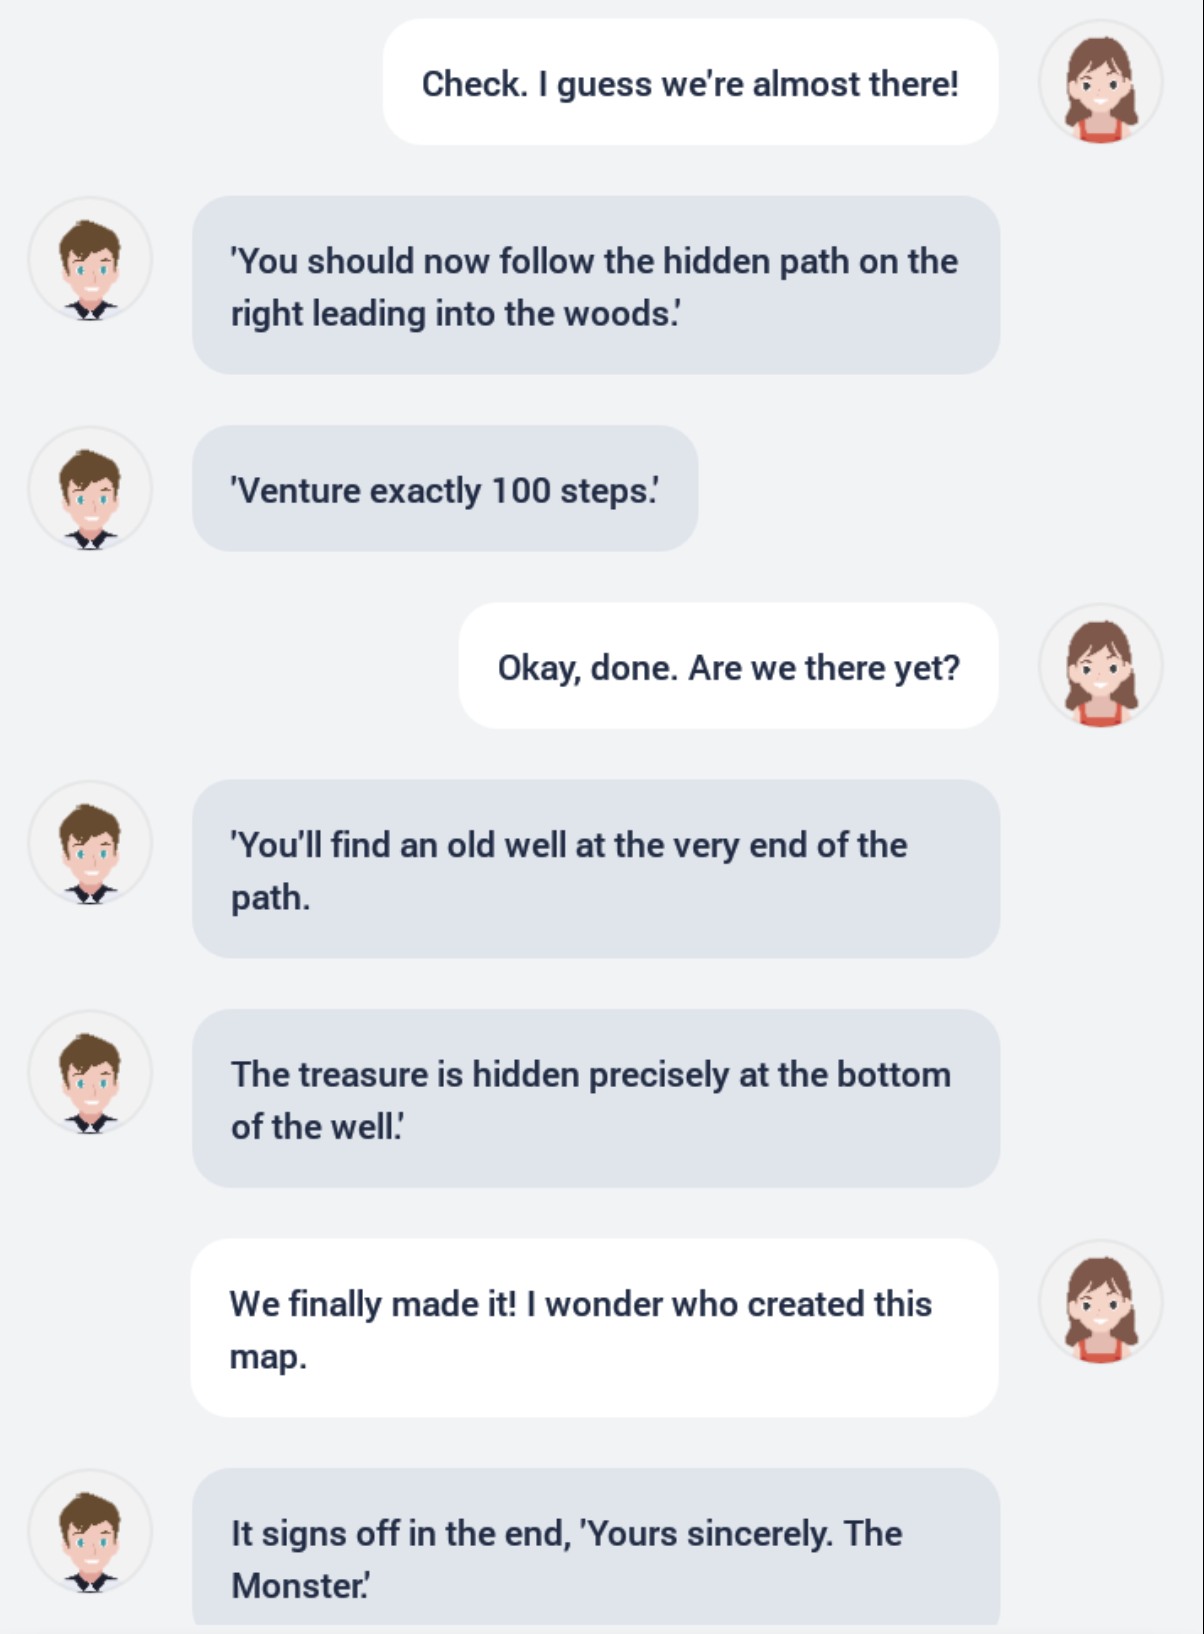 Check. I guess we're almost there!
'You should now follow the hidden path on the
right leading into the woods.'
'Venture exactly 100 steps.'
Okay, done. Are we there yet?
'You'll find an old well at the very end of the
path.
The treasure is hidden precisely at the bottom
of the well.'
We finally made it! I wonder who created this
map.
It signs off in the end, 'Yours sincerely. The
Monster.'